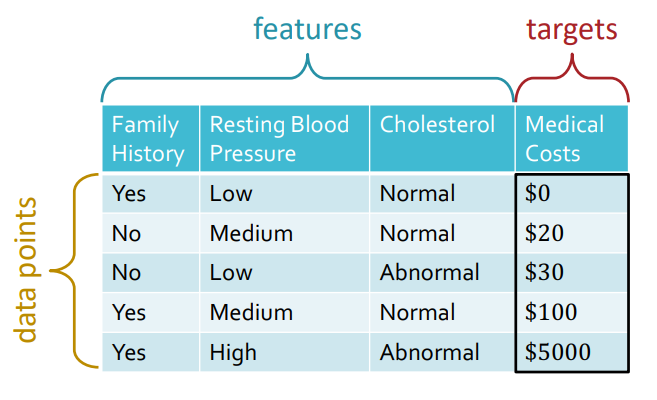 features targets
data points
Family History Resting Blood Pressure Cholesterol Medical Costs
Yes Low Normal $0
No Medium Normal $20
No Low Abnormal $30
Yes Medium Normal $100
Yes High Abnormal $5000